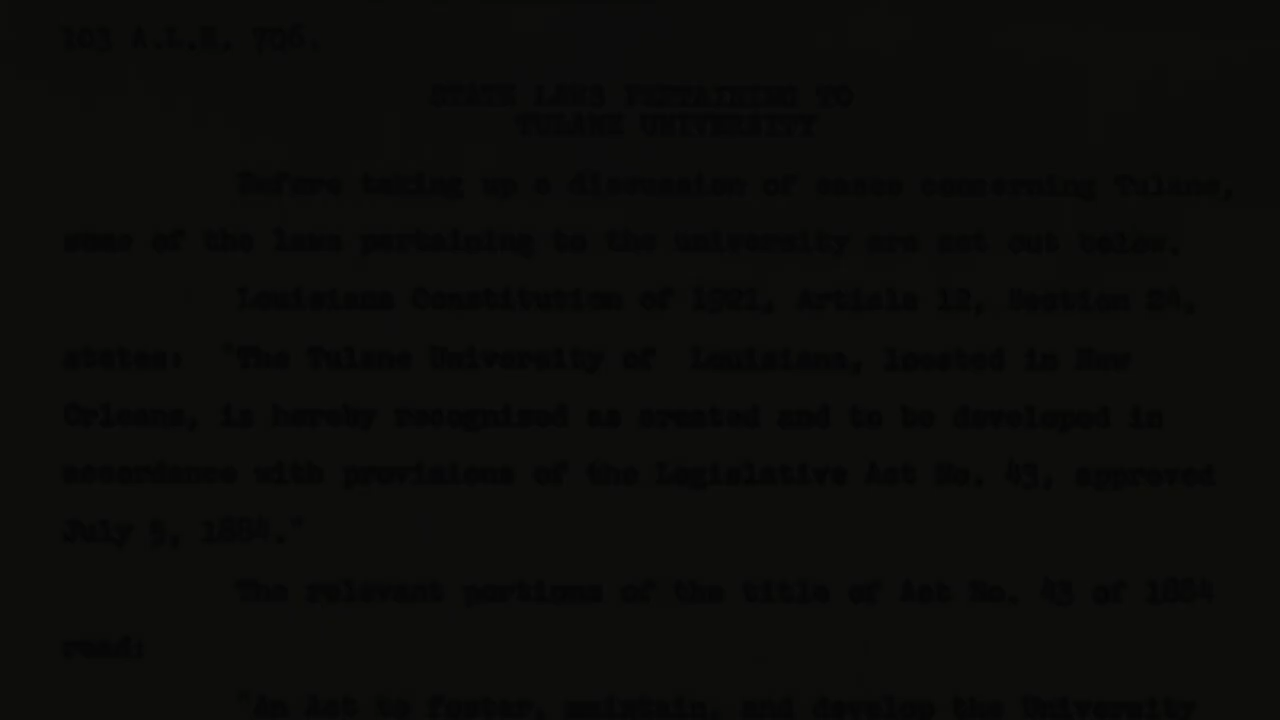 103 A.L.R. 706.
STATE LAWS PERTAINING TO
TULANE UNIVERSITY
Before taking up a discussion of cases concerning Tulane,
some of the laws pertaining to the university are set out below.
Louisiana Constitution of 1921, Article 12, Section 24,
states: "The Tulane University of Louisiana, located in New
Orleans, is hereby recognized as created and to be developed in
accordance with provisions of the Legislative Act No. 43, approved
July 5, 1884."
The relevant portions of the title of Act No. 43 of 1884
read:
"An Act to foster, maintain, and develop the University